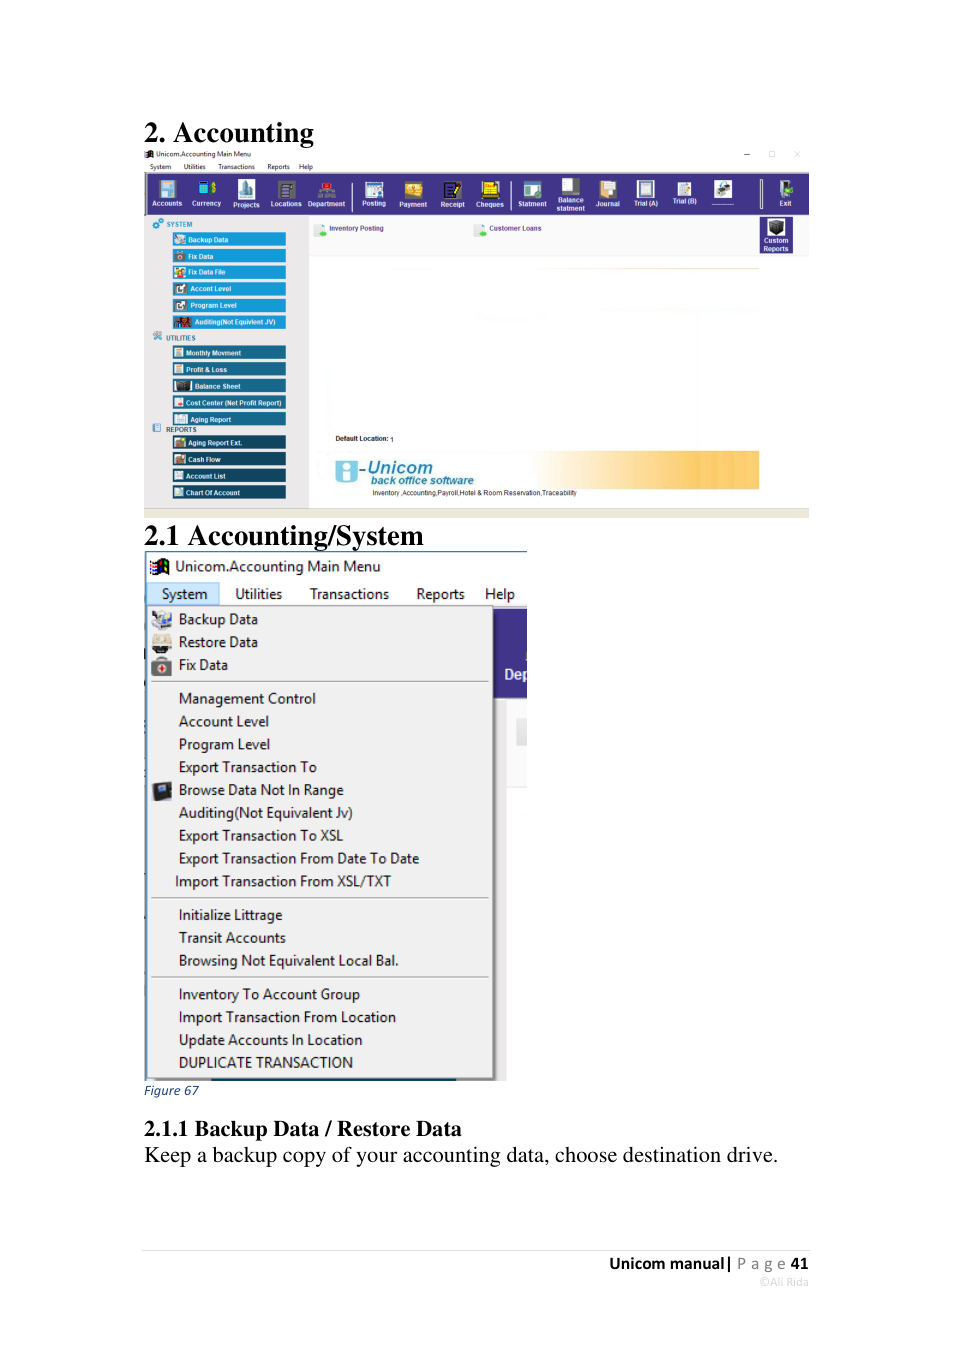 2. Accounting
Unicom.Accounting Main Menu
System Utilities Transactions Reports Help
Accounts Currency Projects Locations Department Posting Payment Receipt Cheques Statment Balance statment Journal Trial (A) Trial (B) Exit
SYSTEM
Backup Data
Fix Data
Fix Data File
Accont Level
Program Level
Auditing(Not Equivlent JV)
UTILITIES
Monthly Movment
Profit & Loss
Balance Sheet
Cost Center (Net Profit Report)
Aging Report
REPORTS
Aging Report Ext.
Cash Flow
Account List
Chart Of Account
Inventory Posting
Customer Loans
Custom
Reports
Default Location: 1
i-Unicom
back office software
Inventory ,Accounting,Payroll,Hotel & Room Reservation,Traceability
2.1 Accounting/System
Unicom.Accounting Main Menu
System Utilities Transactions Reports Help
Backup Data
Restore Data
Fix Data
Dep
Management Control
Account Level
Program Level
Export Transaction To
Browse Data Not In Range
Auditing(Not Equivalent Jv)
Export Transaction To XSL
Export Transaction From Date To Date
Import Transaction From XSL/TXT
Initialize Littrage
Transit Accounts
Browsing Not Equivalent Local Bal.
Inventory To Account Group
Import Transaction From Location
Update Accounts In Location
DUPLICATE TRANSACTION
Figure 67
2.1.1 Backup Data / Restore Data
Keep a backup copy of your accounting data, choose destination drive.
Unicom manual| P a g e 41
©Ali Rida